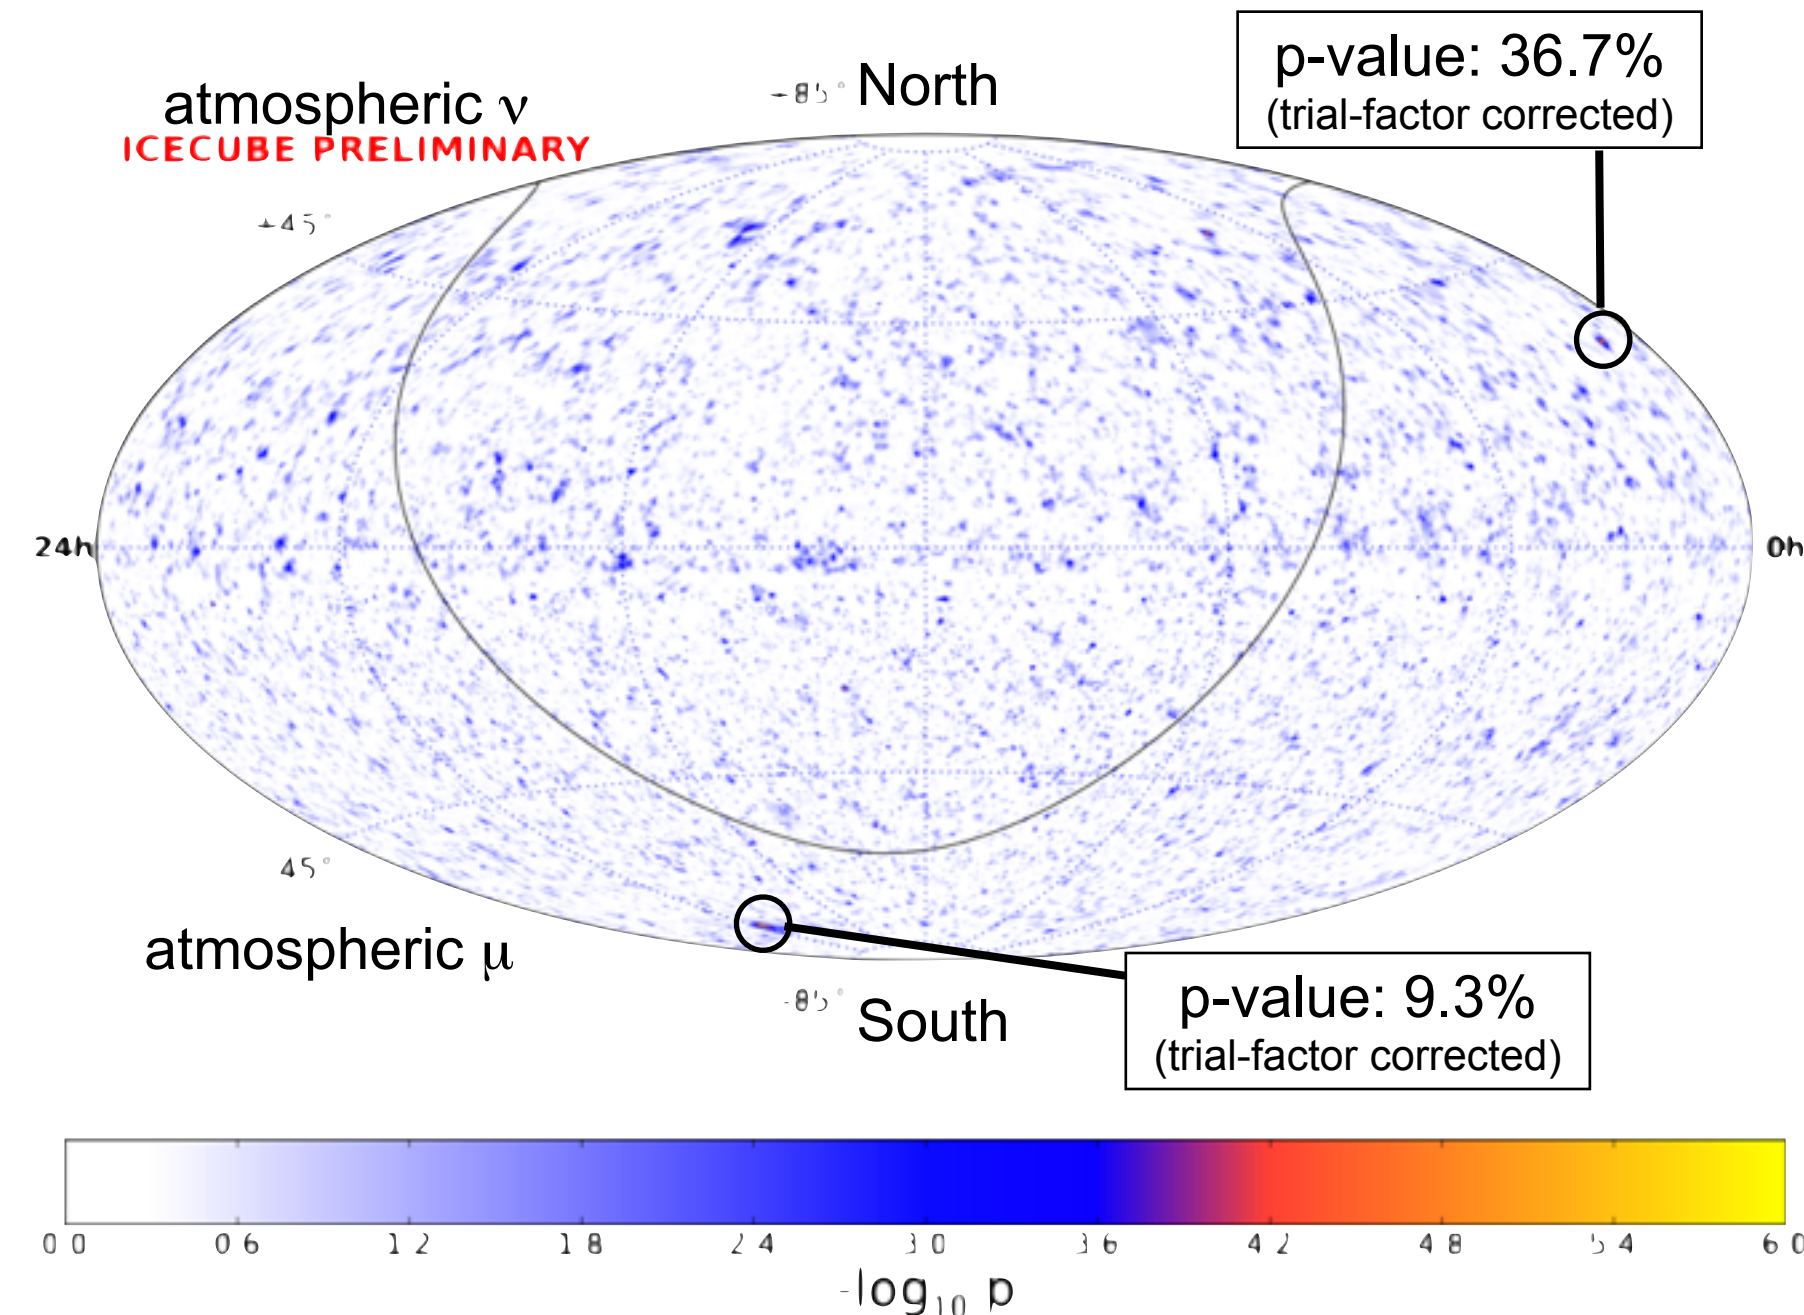 p-value: 36.7%
(trial-factor corrected)
North
atmospheric ν
ICECUBE PRELIMINARY
+45°
24h
0h
45°
atmospheric μ
South
p-value: 9.3%
(trial-factor corrected)
0 0 0 6 1 2 1 8 2 4 3 0 3 6 4 2 4 8 5 4 6 0
-log₁₀ p